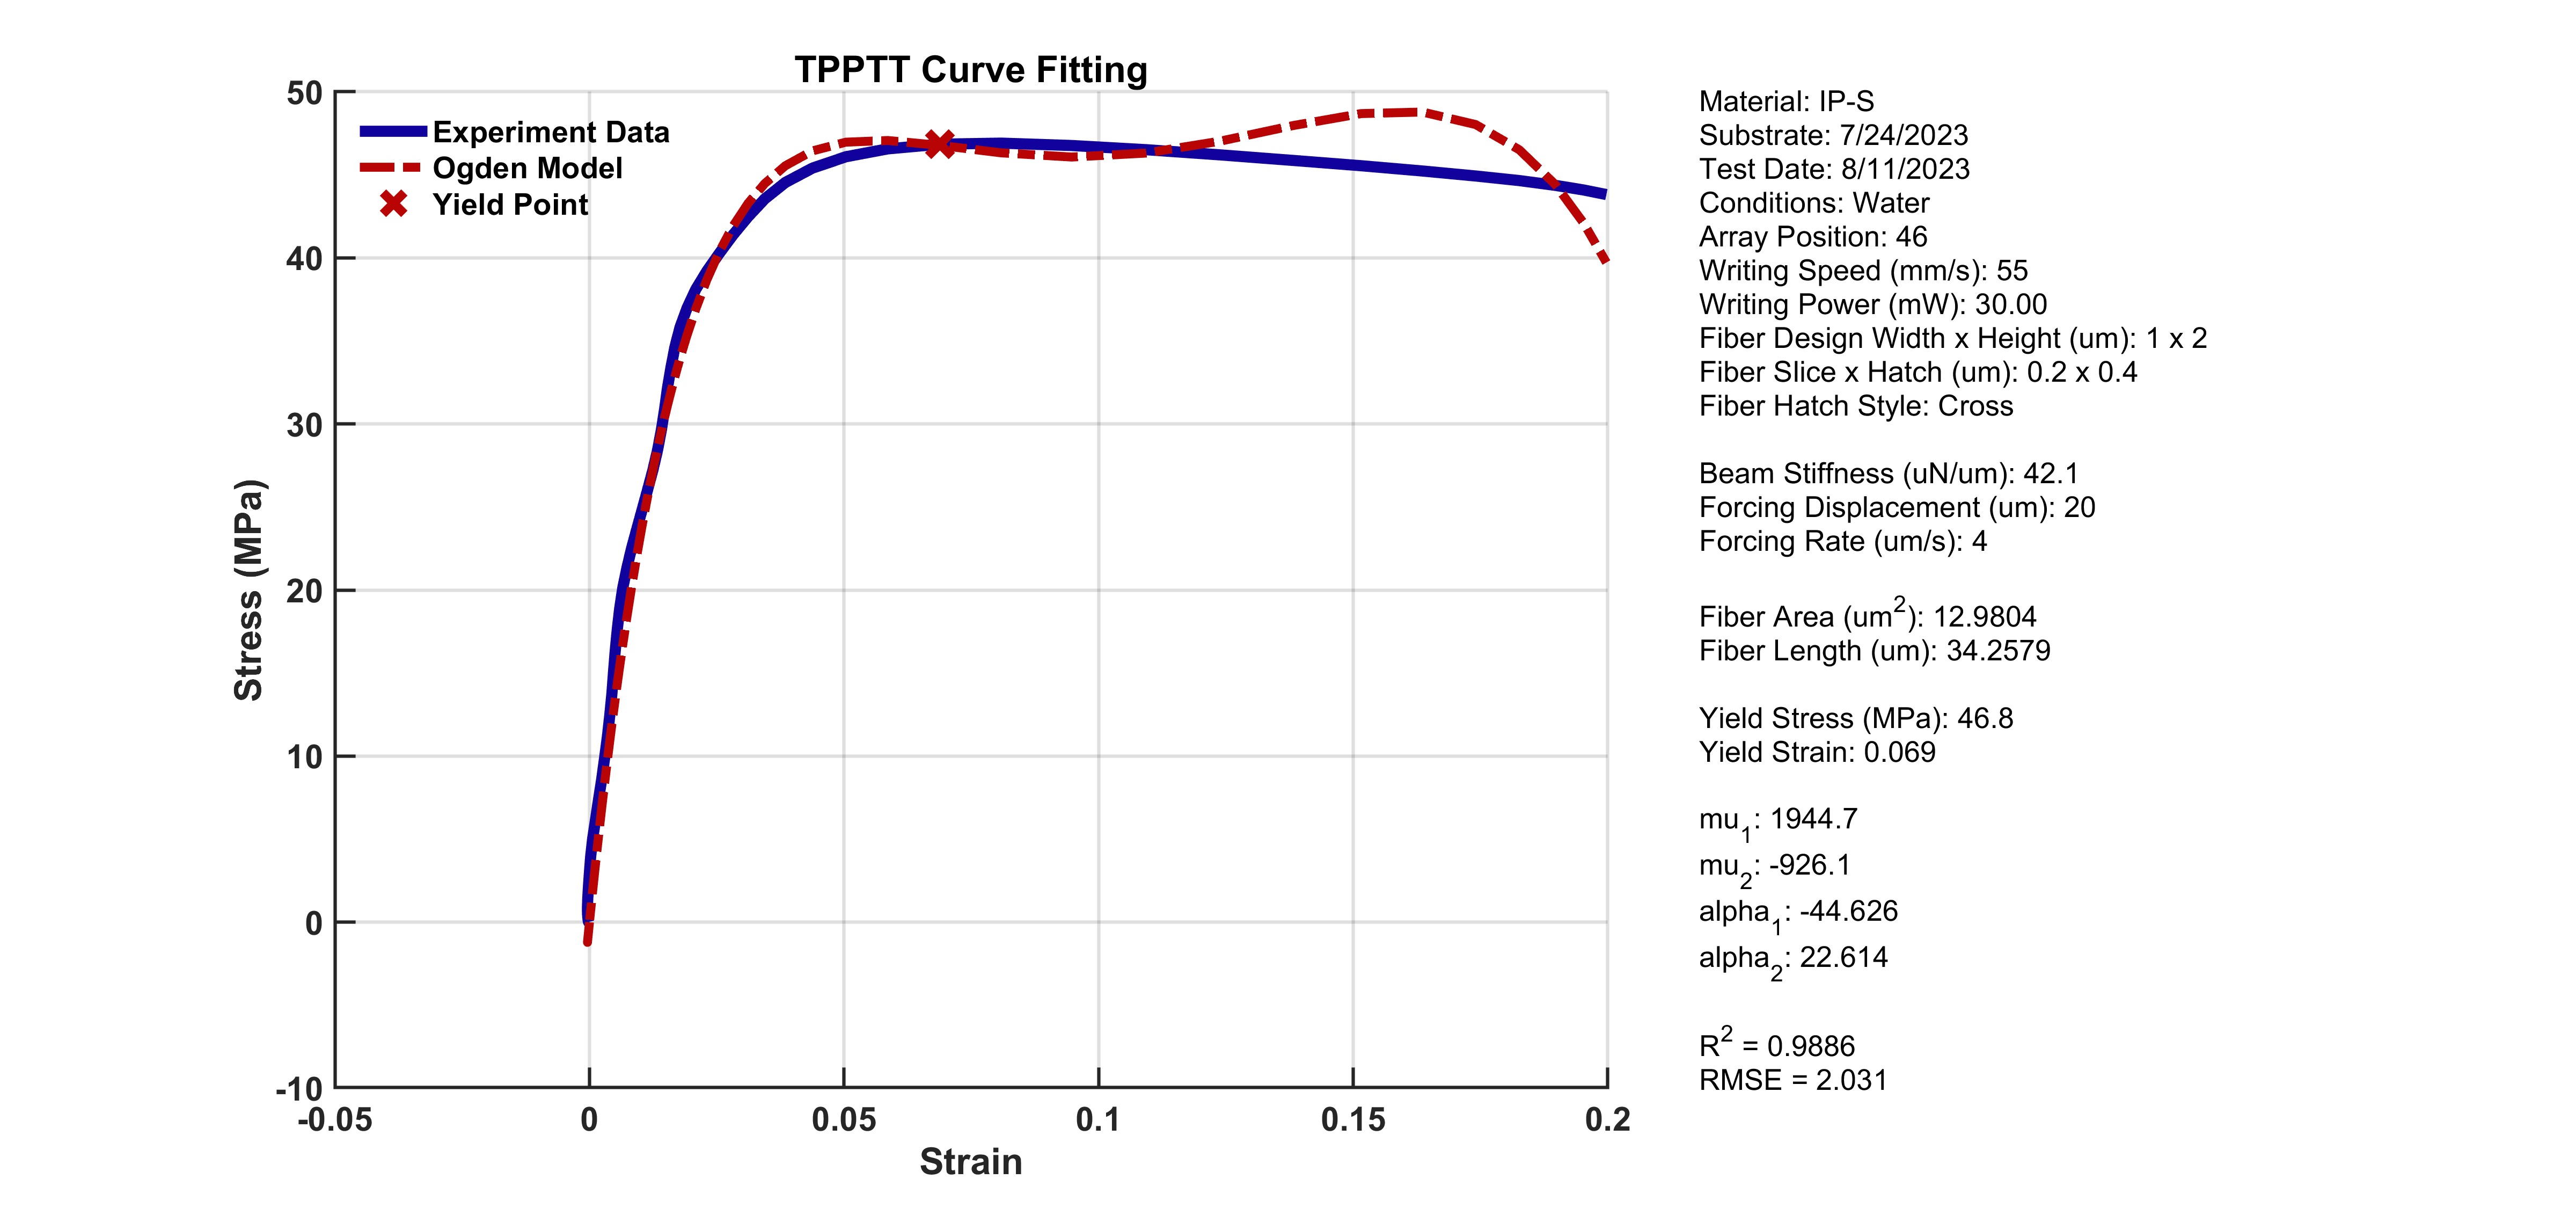 TPPTT Curve Fitting
50
40
30
20
10
0
-10
Stress (MPa)
Experiment Data
Ogden Model
Yield Point
-0.05
0
0.05
0.1
0.15
0.2
Strain
Material: IP-S
Substrate: 7/24/2023
Test Date: 8/11/2023
Conditions: Water
Array Position: 46
Writing Speed (mm/s): 55
Writing Power (mW): 30.00
Fiber Design Width x Height (um): 1 x 2
Fiber Slice x Hatch (um): 0.2 x 0.4
Fiber Hatch Style: Cross
Beam Stiffness (uN/um): 42.1
Forcing Displacement (um): 20
Forcing Rate (um/s): 4
Fiber Area (um²): 12.9804
Fiber Length (um): 34.2579
Yield Stress (MPa): 46.8
Yield Strain: 0.069
mu₁: 1944.7
mu₂: -926.1
alpha₁: -44.626
alpha₂: 22.614
R² = 0.9886
RMSE = 2.031